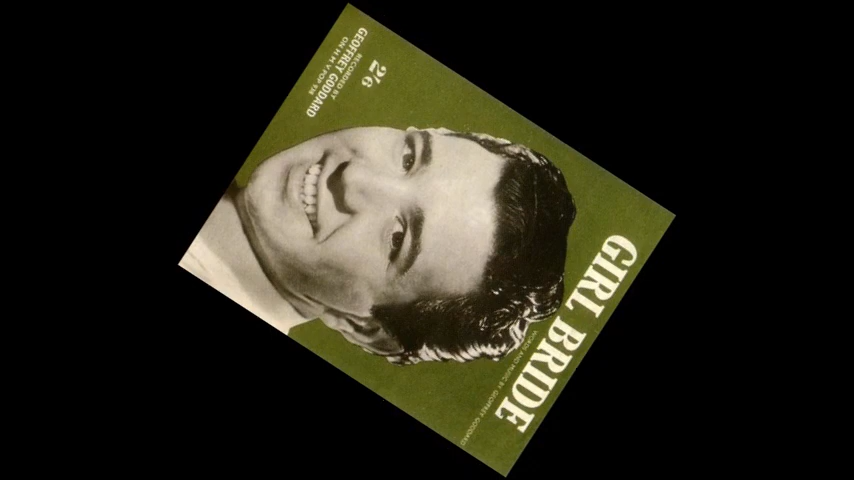 GIRL BRIDE
WORDS AND MUSIC BY GEOFFREY GODDARD
2/6
RECORDED BY
GEOFFREY GODDARD
ON H M V POP 938